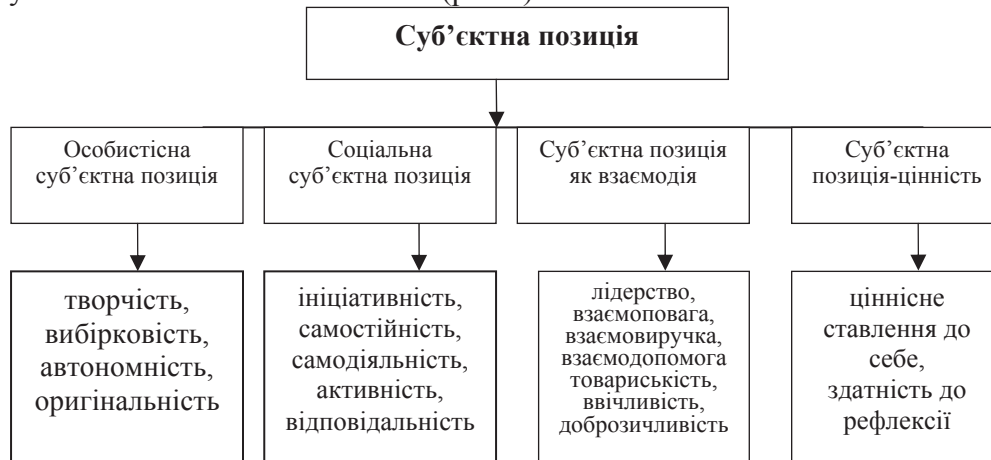 Суб’єктна позиція
Особистісна
суб’єктна позиція
Соціальна
суб’єктна позиція
Суб’єктна позиція
як взаємодія
Суб’єктна
позиція-цінність
творчість,
вибірковість,
автономність,
оригінальність
ініціативність,
самостійність,
самодіяльність,
активність,
відповідальність
лідерство,
взаємоповага,
взаємовиручка,
взаємодопомога
товариськість,
ввічливість,
доброзичливість
ціннісне
ставлення до
себе,
здатність до
рефлексії